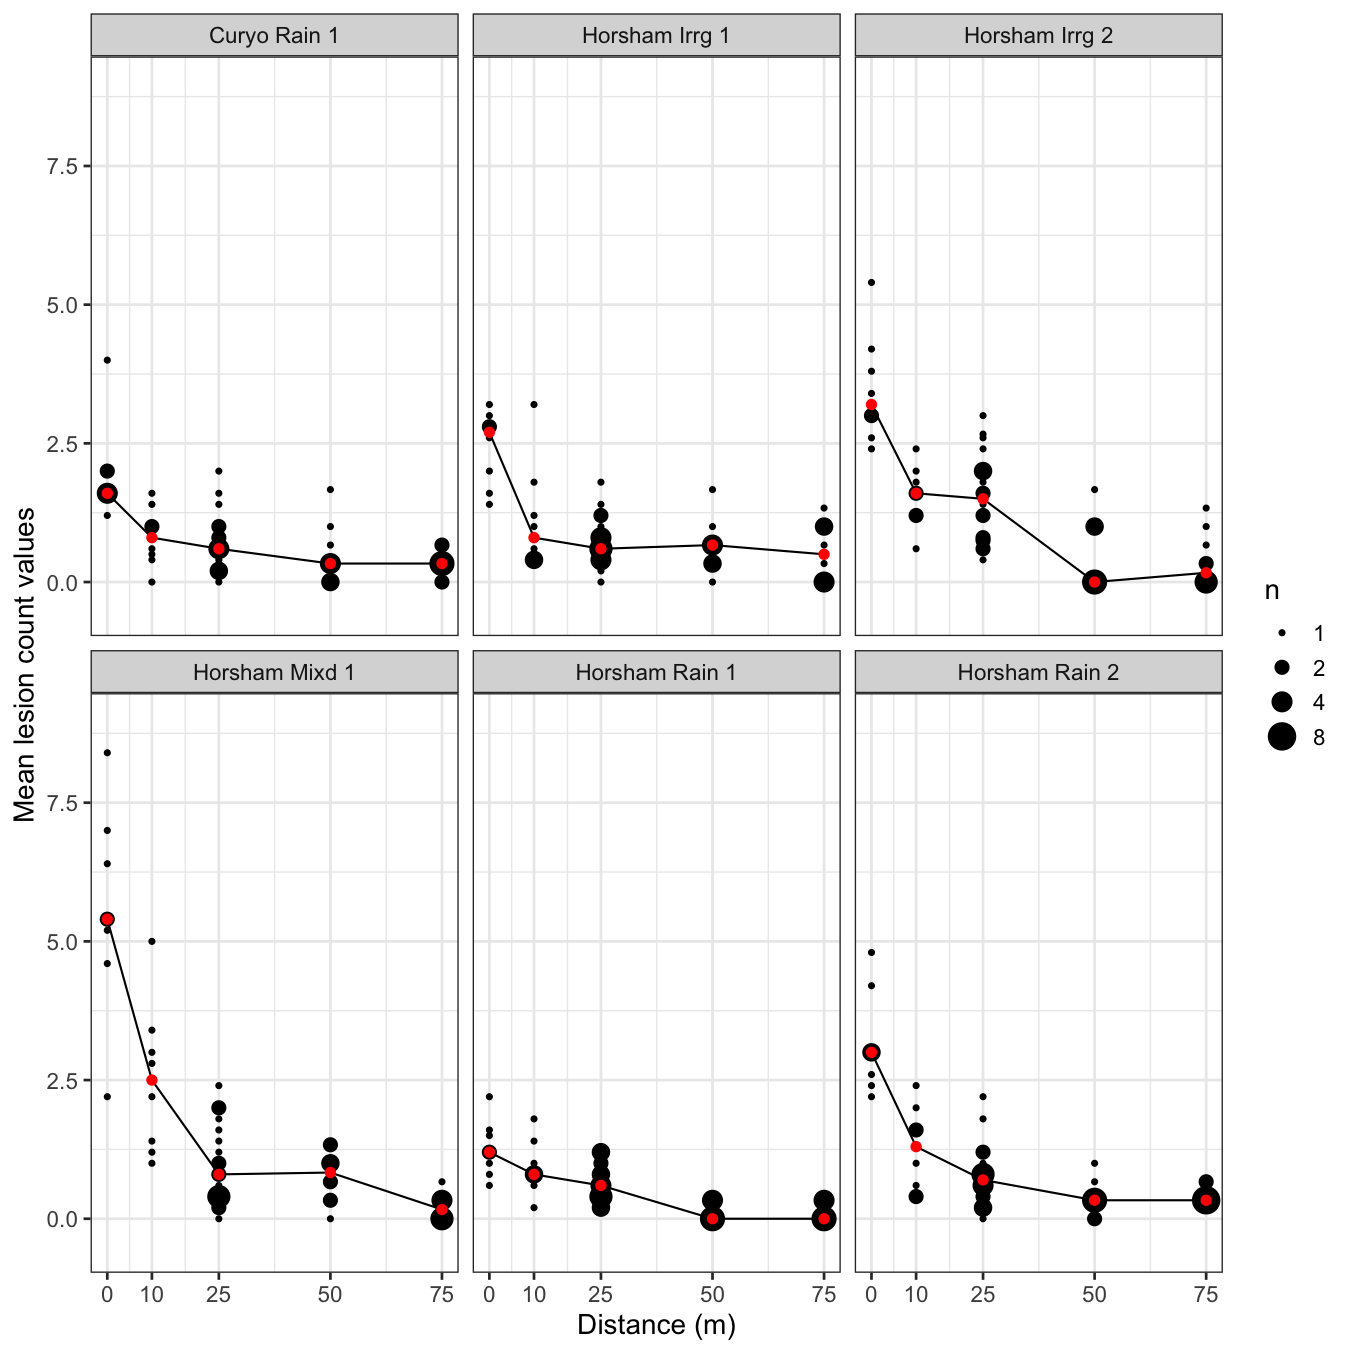 Curyo Rain 1
Horsham Irrg 1
Horsham Irrg 2
7.5
5.0
2.5
0.0
Horsham Mixd 1
Horsham Rain 1
Horsham Rain 2
7.5
5.0
2.5
0.0
0 10 25 50 75
0 10 25 50 75
0 10 25 50 75
Distance (m)
Mean lesion count values
n
1
2
4
8